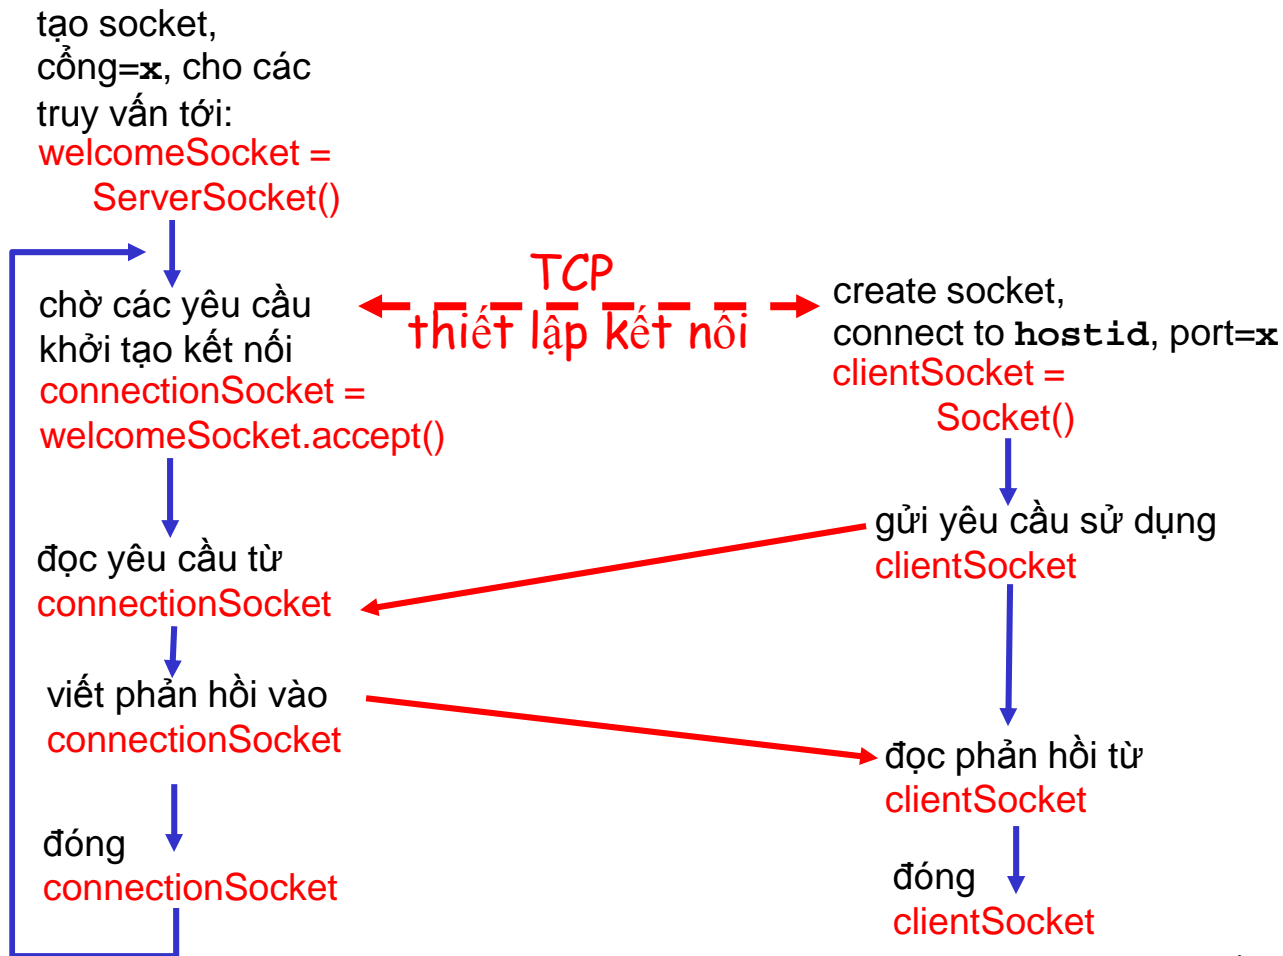 tạo socket,
cổng=x, cho các
truy vấn tới:
welcomeSocket =
ServerSocket()
chờ các yêu cầu
khởi tạo kết nối
connectionSocket =
welcomeSocket.accept()
đọc yêu cầu từ
connectionSocket
viết phản hồi vào
connectionSocket
đóng
connectionSocket
TCP
thiết lập kết nối
create socket,
connect to hostid, port=x
clientSocket =
Socket()
gửi yêu cầu sử dụng
clientSocket
đọc phản hồi từ
clientSocket
đóng
clientSocket